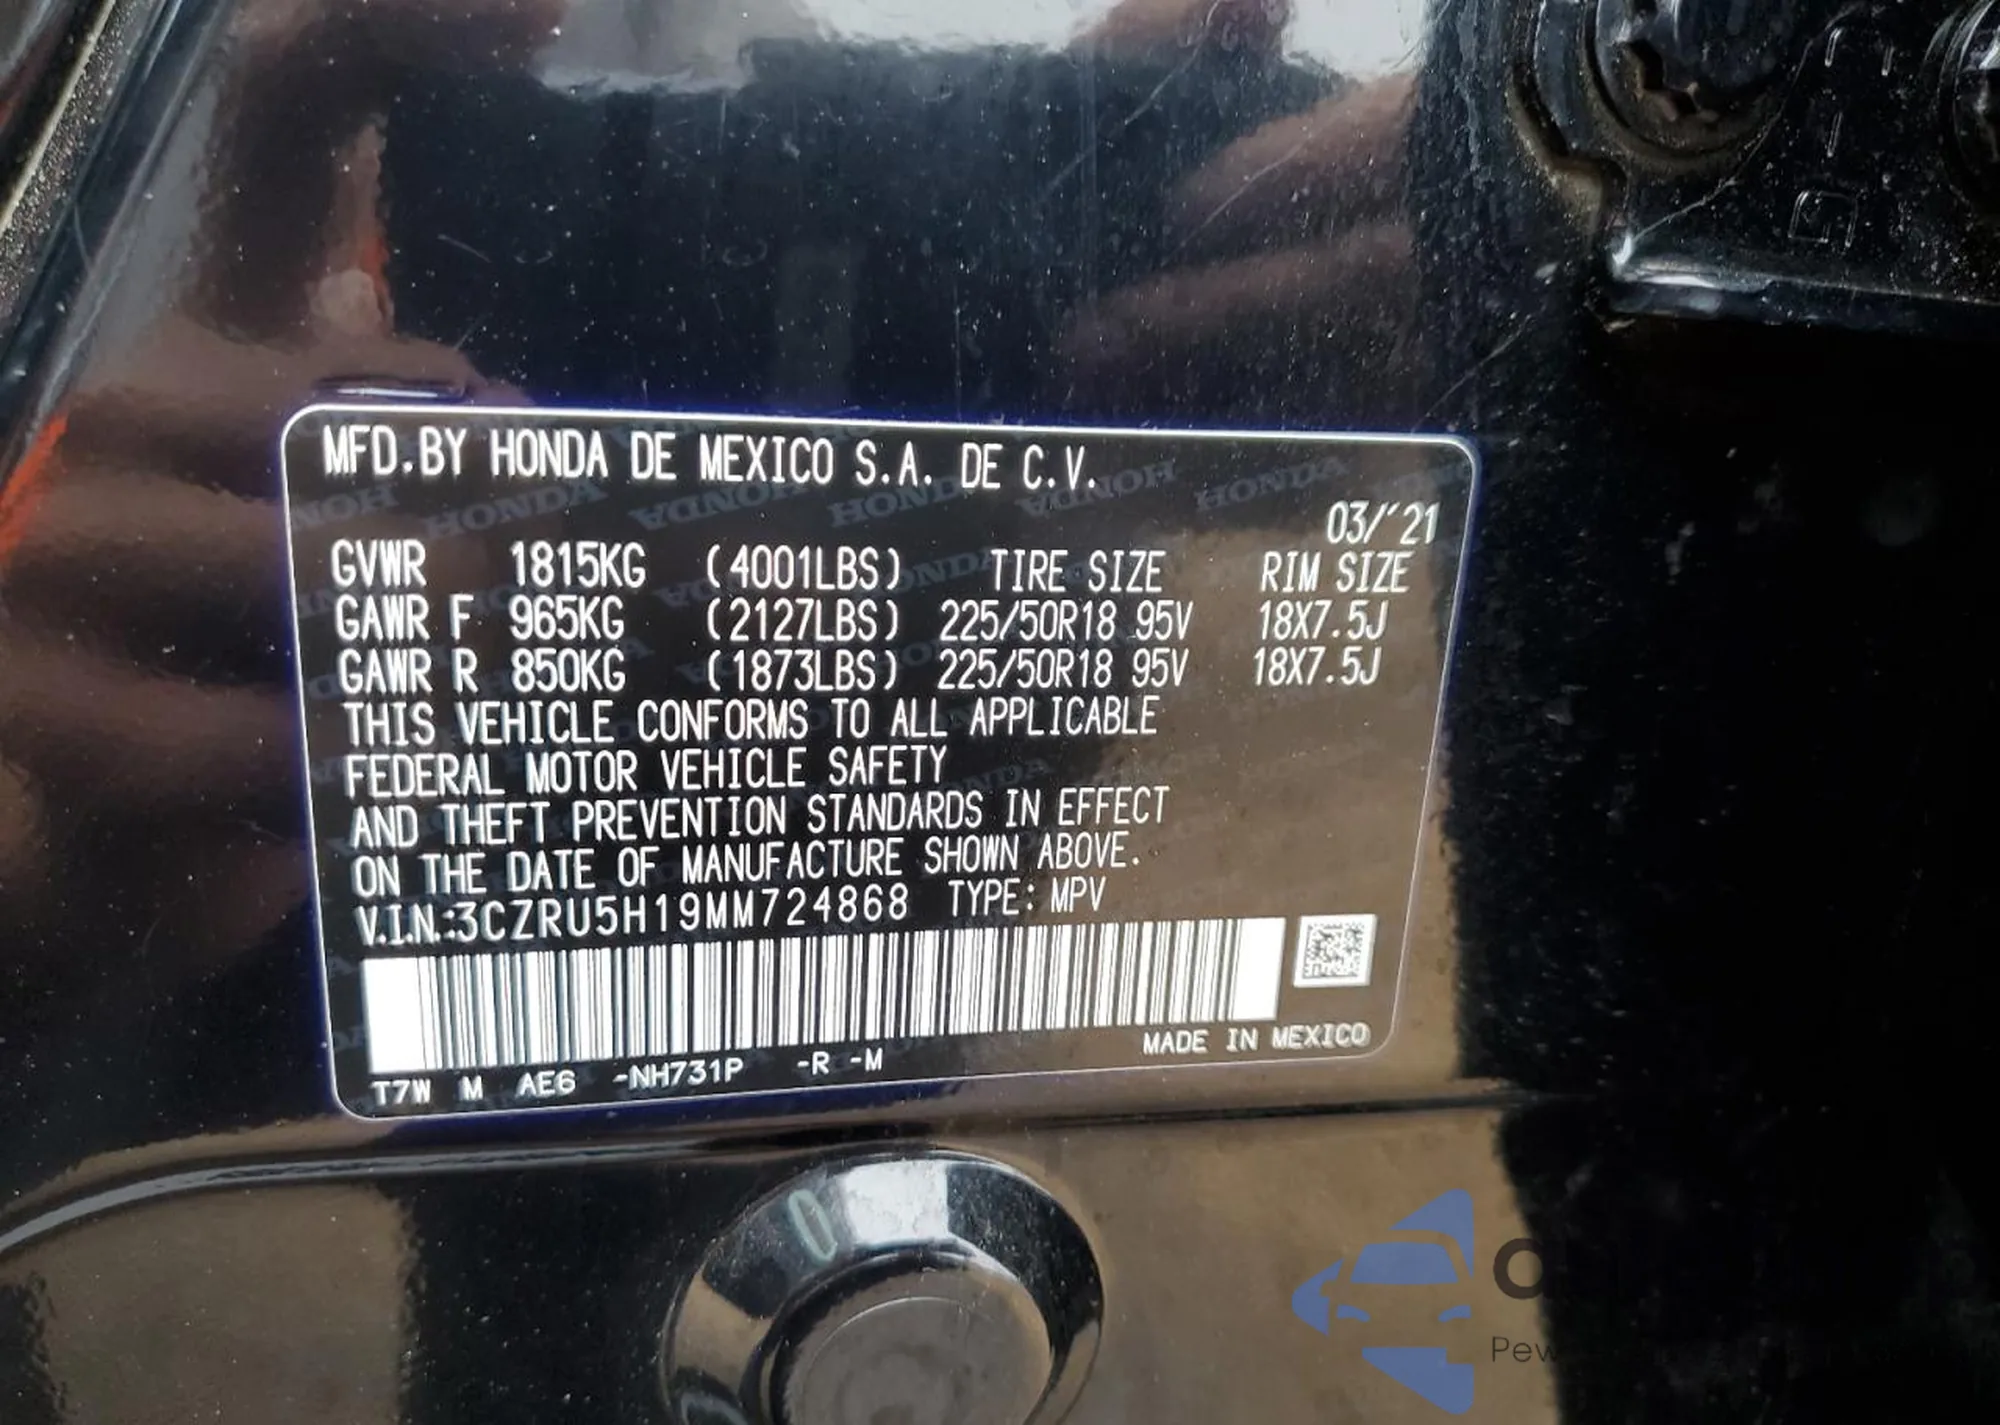 MFD.BY HONDA DE MEXICO S.A. DE C.V.
03/´21
GVWR 1815KG (4001LBS) TIRE SIZE RIM SIZE
GAWR F 965KG (2127LBS) 225/50R18 95V 18X7.5J
GAWR R 850KG (1873LBS) 225/50R18 95V 18X7.5J
THIS VEHICLE CONFORMS TO ALL APPLICABLE
FEDERAL MOTOR VEHICLE SAFETY
AND THEFT PREVENTION STANDARDS IN EFFECT
ON THE DATE OF MANUFACTURE SHOWN ABOVE.
V.I.N.:3CZRU5H19MM724868 TYPE: MPV
MADE IN MEXICO
T7W M AE6 -NH731P -R -M